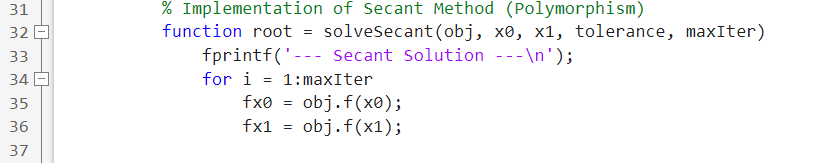 31 % Implementation of Secant Method (Polymorphism)
32 function root = solveSecant(obj, x0, x1, tolerance, maxIter)
33 fprintf('--- Secant Solution ---\n');
34 for i = 1:maxIter
35 fx0 = obj.f(x0);
36 fx1 = obj.f(x1);
37